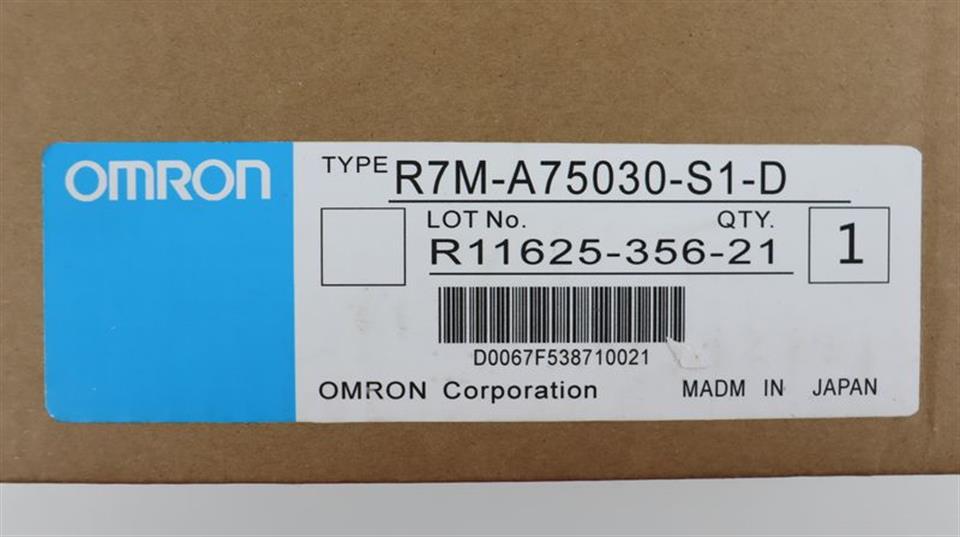 OMRON
TYPE R7M-A75030-S1-D
LOT No. QTY.
R11625-356-21 1
D0067F538710021
OMRON Corporation MADM IN JAPAN